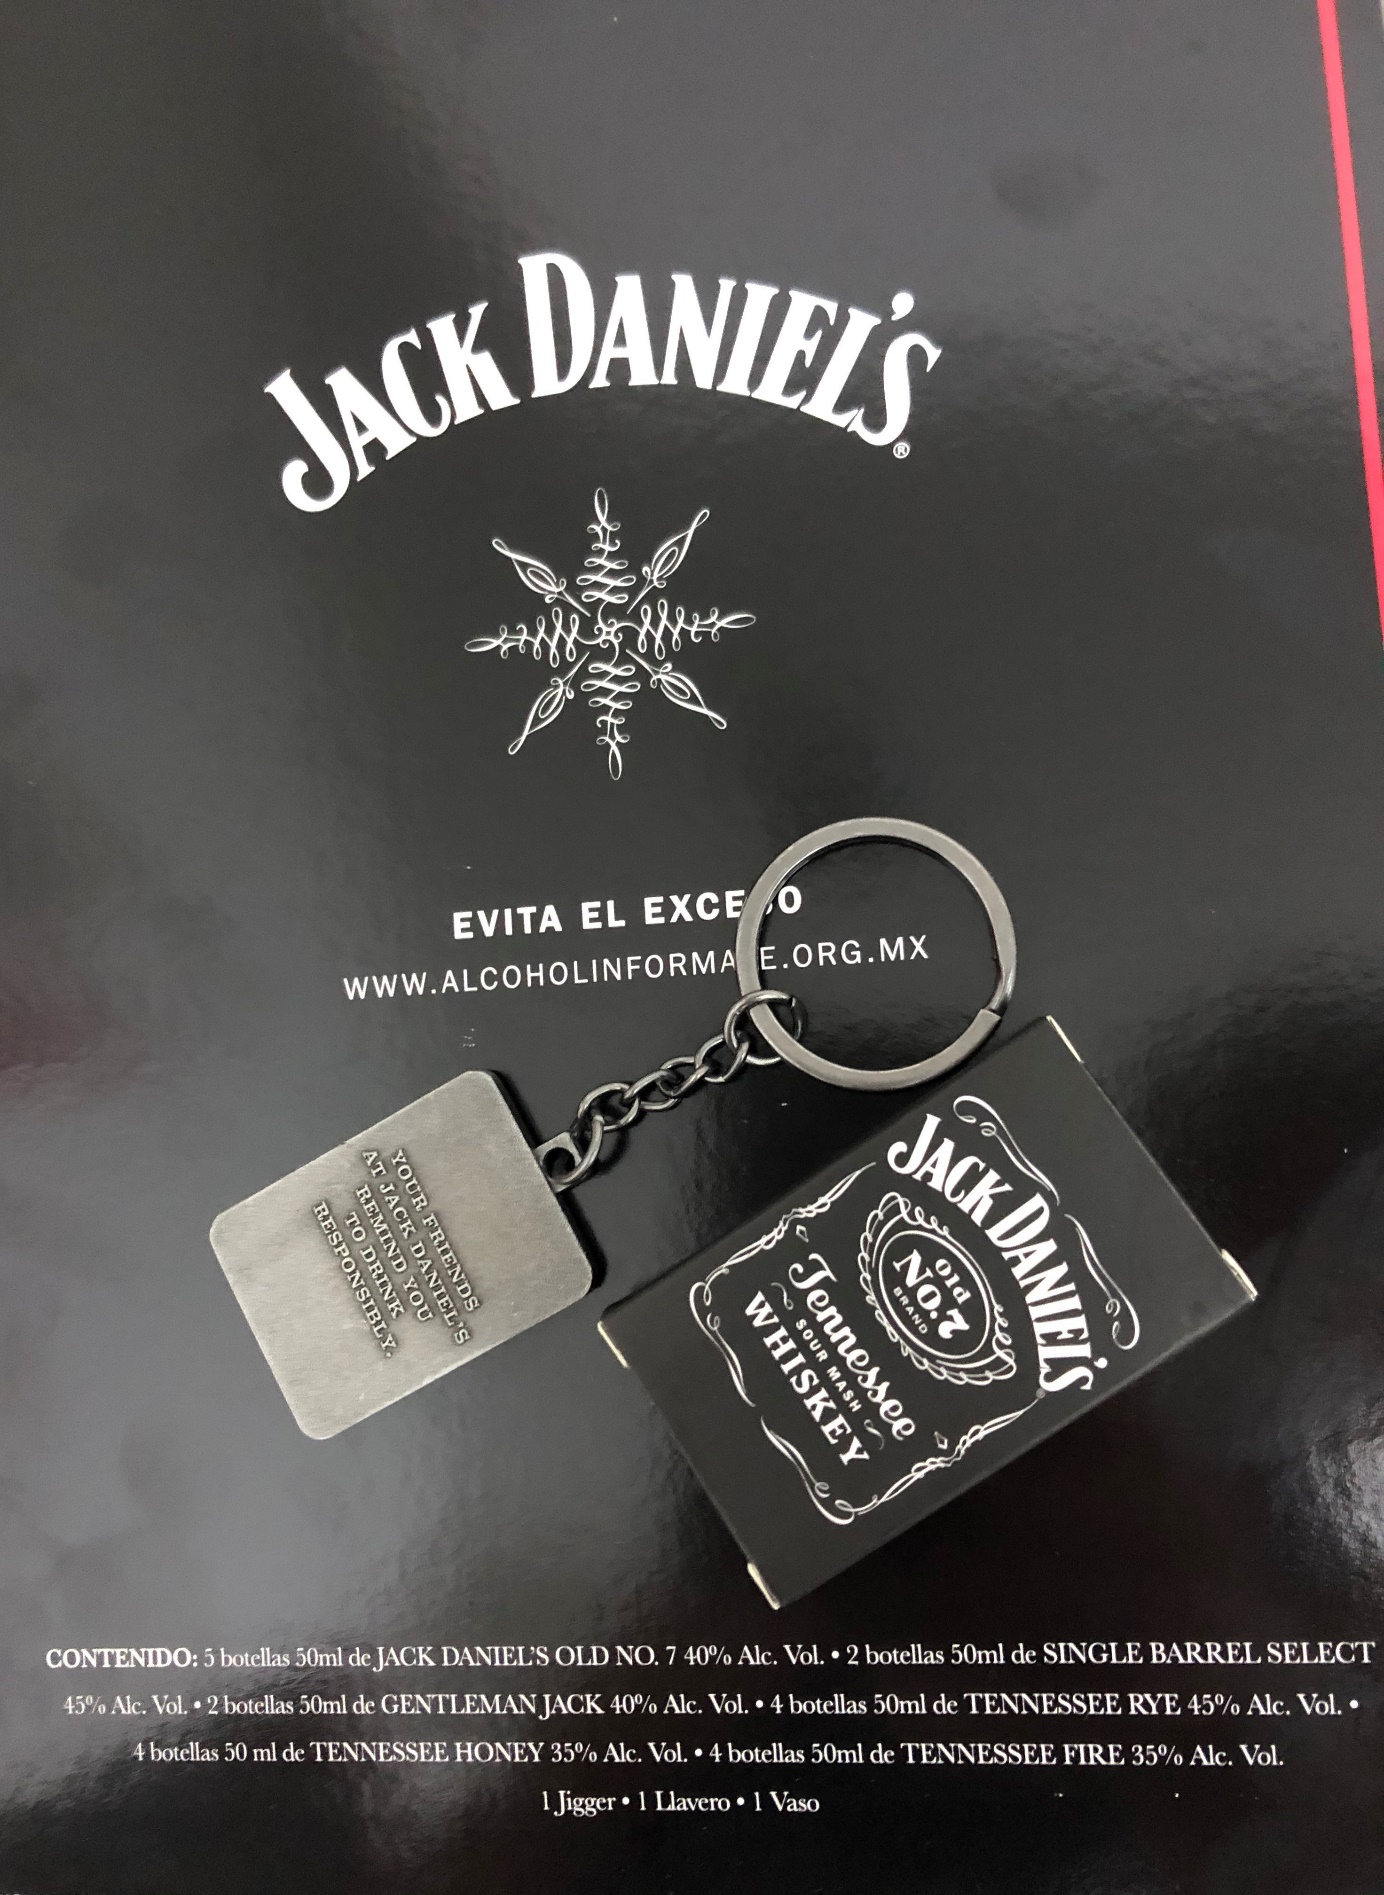 JACK DANIEL'S®
EVITA EL EXCESO
WWW.ALCOHOLINFORMATE.ORG.MX
YOUR FRIENDS
AT JACK DANIEL'S
REMIND YOU
TO DRINK
RESPONSIBLY.
JACK DANIEL'S
Old
NO.7
BRAND
Tennessee
SOUR MASH
WHISKEY
CONTENIDO: 5 botellas 50ml de JACK DANIEL'S OLD NO. 7 40% Alc. Vol. • 2 botellas 50ml de SINGLE BARREL SELECT
45% Alc. Vol. • 2 botellas 50ml de GENTLEMAN JACK 40% Alc. Vol. • 4 botellas 50ml de TENNESSEE RYE 45% Alc. Vol. •
4 botellas 50 ml de TENNESSEE HONEY 35% Alc. Vol. • 4 botellas 50ml de TENNESSEE FIRE 35% Alc. Vol.
1 Jigger • 1 Llavero • 1 Vaso